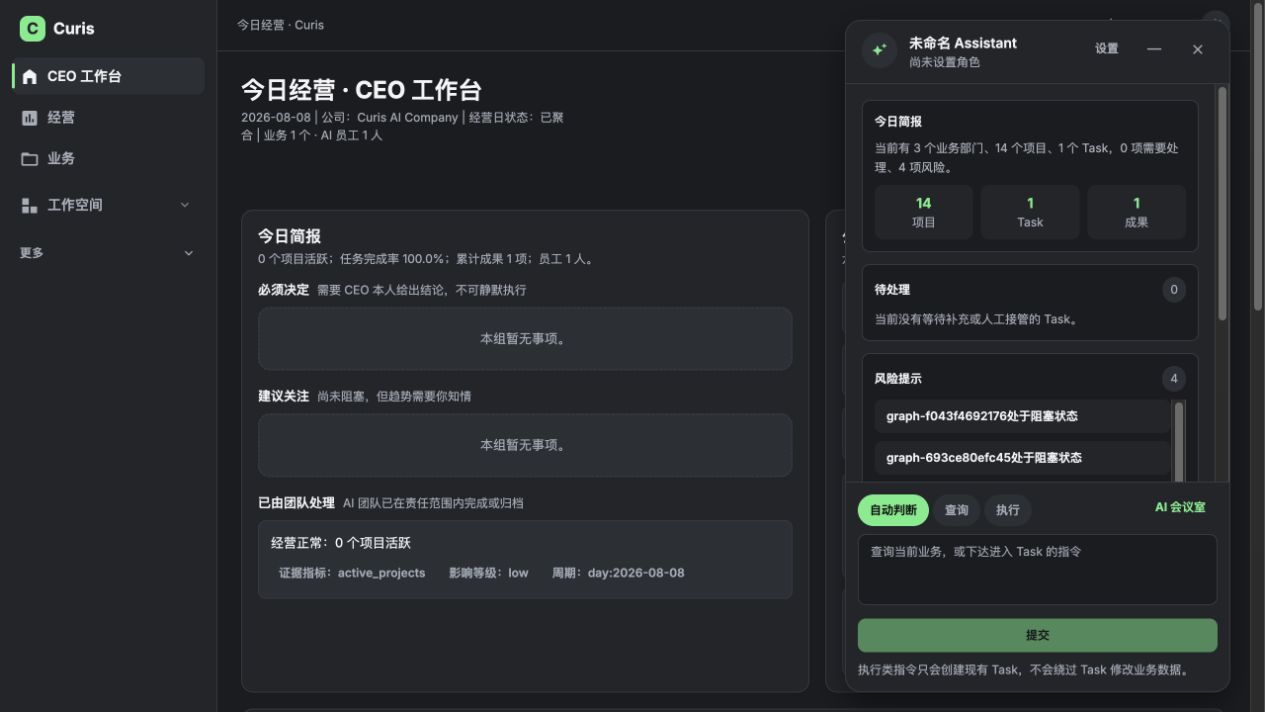 C Curis
CEO 工作台
经营
业务
工作空间
更多
今日经营 · Curis
今日经营 · CEO 工作台
2026-08-08 | 公司：Curis AI Company | 经营日状态：已聚
合 | 业务 1 个 · AI 员工 1 人
今日简报
0 个项目活跃；任务完成率 100.0%；累计成果 1 项；员工 1 人。
必须决定 需要 CEO 本人给出结论，不可静默执行
本组暂无事项。
建议关注 尚未阻塞，但趋势需要你知情
本组暂无事项。
已由团队处理 AI 团队已在责任范围内完成或归档
经营正常：0 个项目活跃
证据指标：active_projects 影响等级：low 周期：day:2026-08-08
未命名 Assistant
尚未设置角色
设置
今日简报
当前有 3 个业务部门、14 个项目、1 个 Task，0 项需要处
理、4 项风险。
14 1 1
项目 Task 成果
待处理 0
当前没有等待补充或人工接管的 Task。
风险提示 4
graph-f043f4692176处于阻塞状态
graph-693ce80efc45处于阻塞状态
自动判断 查询 执行 AI 会议室
查询当前业务，或下达进入 Task 的指令
提交
执行类指令只会创建现有 Task，不会绕过 Task 修改业务数据。